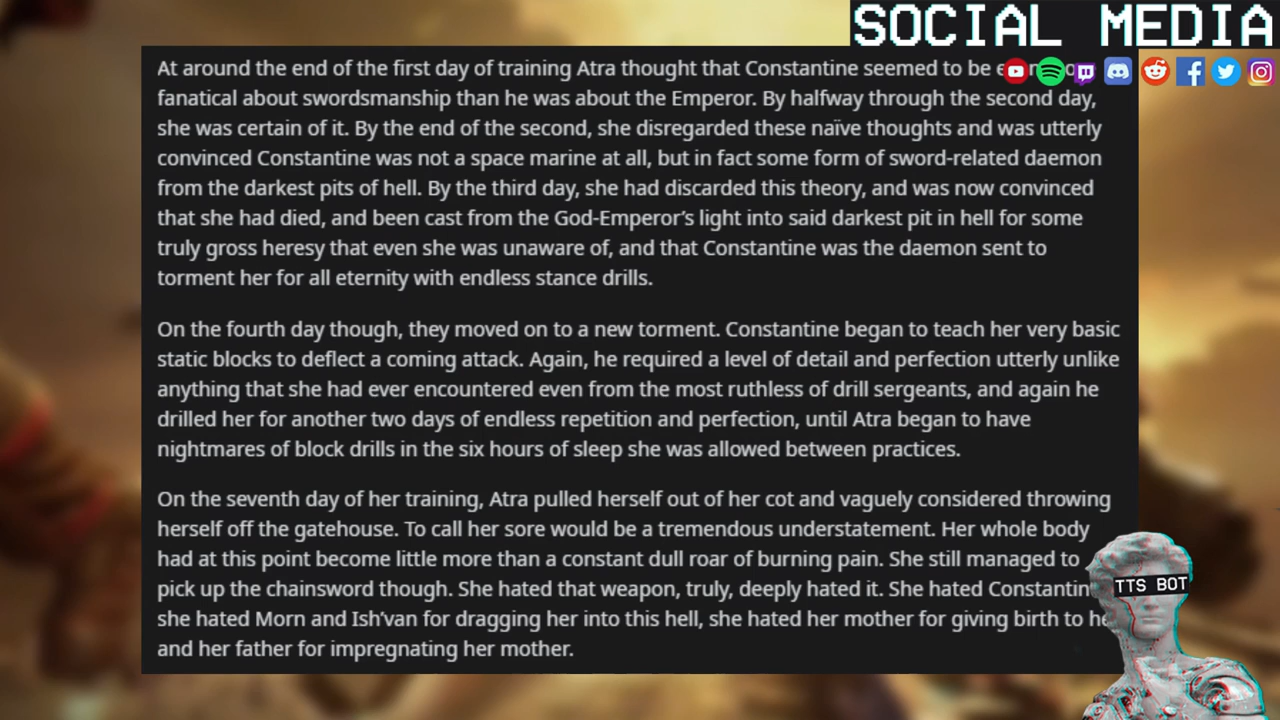 SOCIAL MEDIA
At around the end of the first day of training Atra thought that Constantine seemed to be
fanatical about swordsmanship than he was about the Emperor. By halfway through the second day,
she was certain of it. By the end of the second, she disregarded these naïve thoughts and was utterly
convinced Constantine was not a space marine at all, but in fact some form of sword-related daemon
from the darkest pits of hell. By the third day, she had discarded this theory, and was now convinced
that she had died, and been cast from the God-Emperor’s light into said darkest pit in hell for some
truly gross heresy that even she was unaware of, and that Constantine was the daemon sent to
torment her for all eternity with endless stance drills.
On the fourth day though, they moved on to a new torment. Constantine began to teach her very basic
static blocks to deflect a coming attack. Again, he required a level of detail and perfection utterly unlike
anything that she had ever encountered even from the most ruthless of drill sergeants, and again he
drilled her for another two days of endless repetition and perfection, until Atra began to have
nightmares of block drills in the six hours of sleep she was allowed between practices.
On the seventh day of her training, Atra pulled herself out of her cot and vaguely considered throwing
herself off the gatehouse. To call her sore would be a tremendous understatement. Her whole body
had at this point become little more than a constant dull roar of burning pain. She still managed to
pick up the chainsword though. She hated that weapon, truly, deeply hated it. She hated Constantin
she hated Morn and Ish’van for dragging her into this hell, she hated her mother for giving birth to he
and her father for impregnating her mother.
TTS BOT